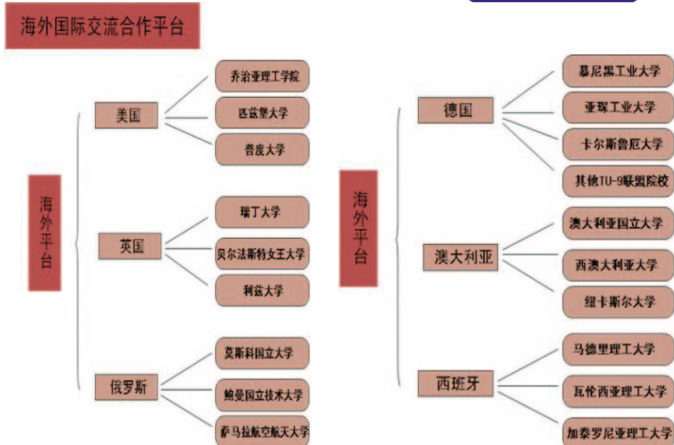 海外国际交流合作平台
海外平台
美国
乔治亚理工学院
匹兹堡大学
普度大学
英国
瑞丁大学
贝尔法斯特女王大学
利兹大学
俄罗斯
莫斯科国立大学
鲍曼国立技术大学
萨马拉航空航天大学
海外平台
德国
慕尼黑工业大学
亚琛工业大学
卡尔斯鲁厄大学
其他TU-9联盟院校
澳大利亚
澳大利亚国立大学
西澳大利亚大学
纽卡斯尔大学
西班牙
马德里理工大学
瓦伦西亚理工大学
加泰罗尼亚理工大学